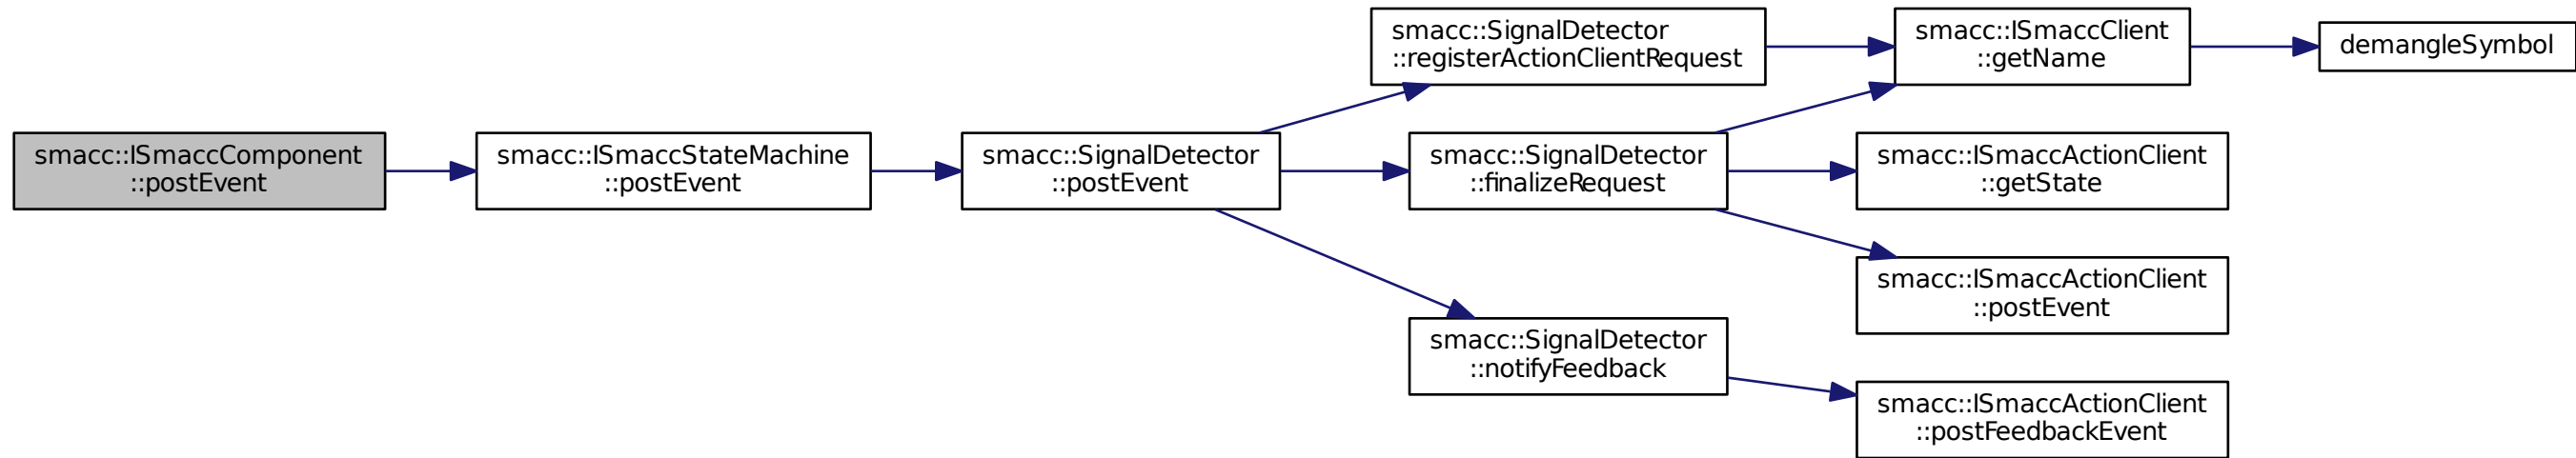 smacc::ISmaccComponent
::postEvent
smacc::ISmaccStateMachine
::postEvent
smacc::SignalDetector
::postEvent
smacc::SignalDetector
::registerActionClientRequest
smacc::ISmaccClient
::getName
demangleSymbol
smacc::SignalDetector
::finalizeRequest
smacc::ISmaccActionClient
::getState
smacc::ISmaccActionClient
::postEvent
smacc::SignalDetector
::notifyFeedback
smacc::ISmaccActionClient
::postFeedbackEvent